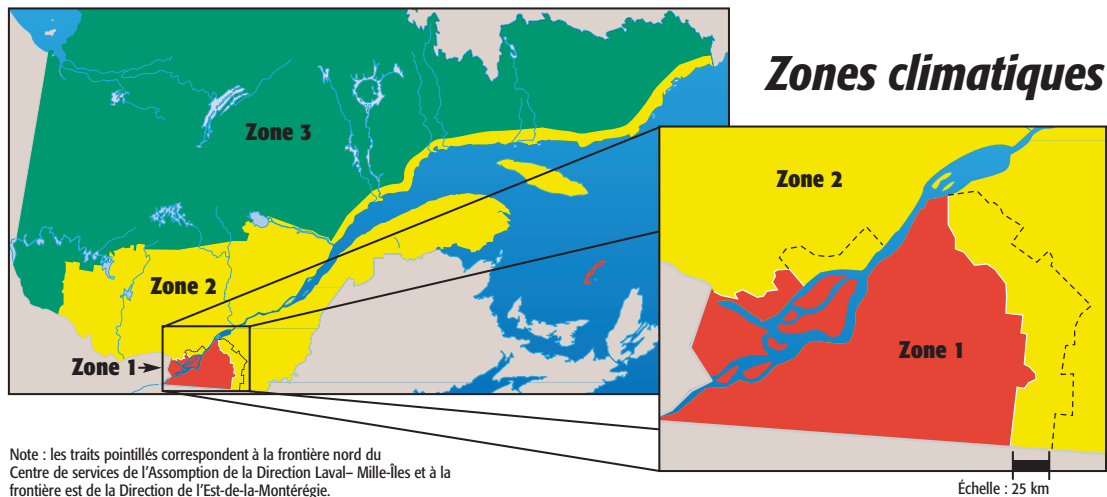 Zones climatiques
Zone 3
Zone 2
Zone 1
Zone 2
Zone 1
Note : les traits pointillés correspondent à la frontière nord du
Centre de services de l'Assomption de la Direction Laval– Mille-Îles et à la
frontière est de la Direction de l'Est-de-la-Montérégie.
Échelle : 25 km